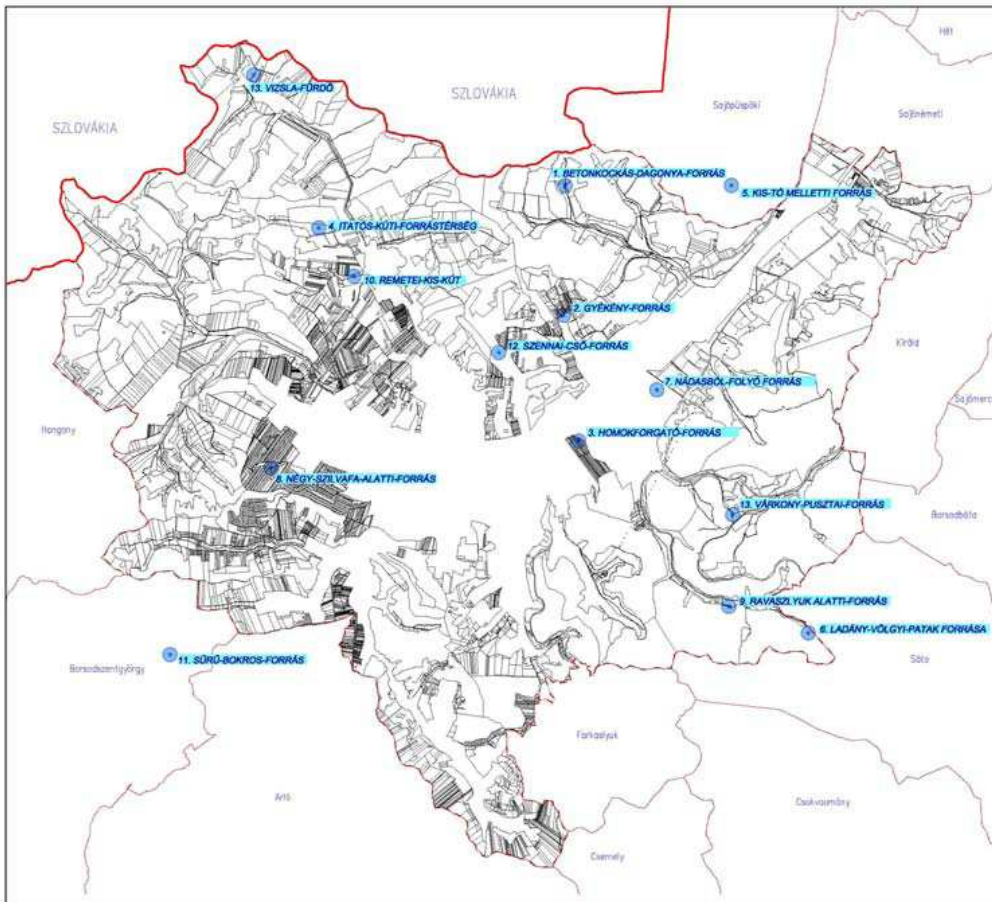 Hét
13. VIZSLA-FÜRDŐ
SZLOVÁKIA
SZLOVÁKIA
Sajópüspöki
Sajónémeti
1. BETONKOCKÁS-DAGONYA-FORRÁS
5. KIS-TÓ MELLETTI FORRÁS
4. ITATÓS-KÚTI-FORRÁSTÉRSÉG
10. REMETEI-KIS-KÚT
2. GYÉKÉNY-FORRÁS
12. SZENNAI-CSŐ-FORRÁS
Királd
7. NÁDASBÓL-FOLYÓ FORRÁS
Sajómerc
Hangony
3. HOMOKFORGATÓ-FORRÁS
8. NÉGY-SZILVAFA-ALATTI-FORRÁS
13. VÁRKONY-PUSZTAI-FORRÁS
Borsodbóta
9. RAVASZLYUK ALATTI-FORRÁS
6. LADÁNY-VÖLGYI-PATAK FORRÁSA
Borsodszentgyörgy
11. SŰRŰ-BOKROS-FORRÁS
Sáta
Farkaslyuk
Arló
Csokvaomány
Csernely